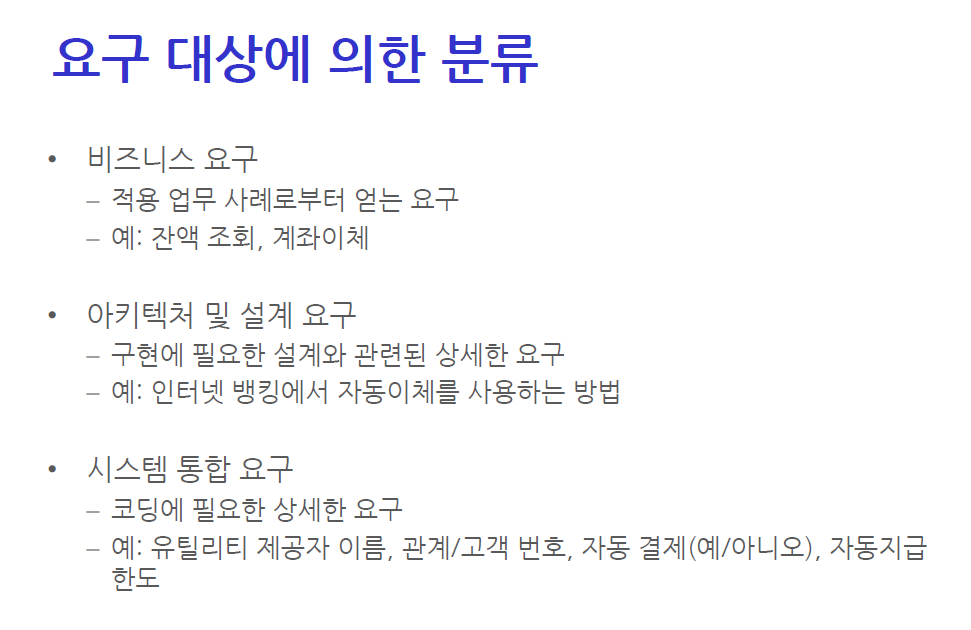 요구 대상에 의한 분류
• 비즈니스 요구
– 적용 업무 사례로부터 얻는 요구
– 예: 잔액 조회, 계좌이체
• 아키텍처 및 설계 요구
– 구현에 필요한 설계와 관련된 상세한 요구
– 예: 인터넷 뱅킹에서 자동이체를 사용하는 방법
• 시스템 통합 요구
– 코딩에 필요한 상세한 요구
– 예: 유틸리티 제공자 이름, 관계/고객 번호, 자동 결제(예/아니오), 자동지급
한도